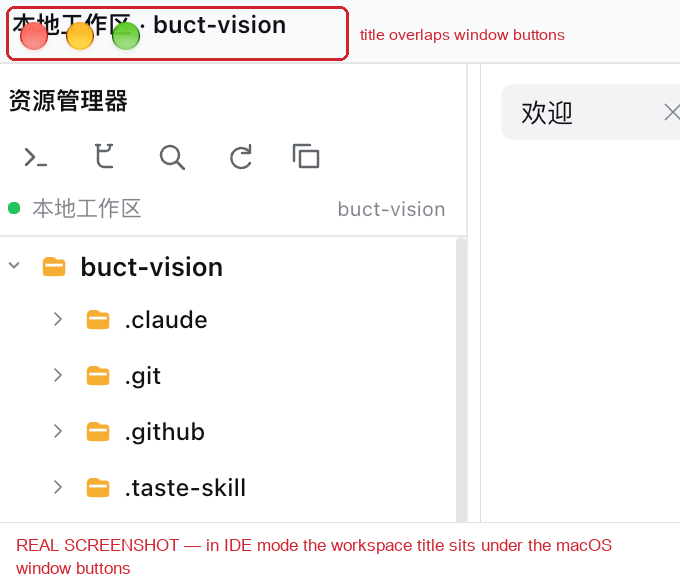 本地工作区 · buct-vision
title overlaps window buttons
资源管理器
欢迎
本地工作区 buct-vision
buct-vision
.claude
.git
.github
.taste-skill
REAL SCREENSHOT — in IDE mode the workspace title sits under the macOS
window buttons